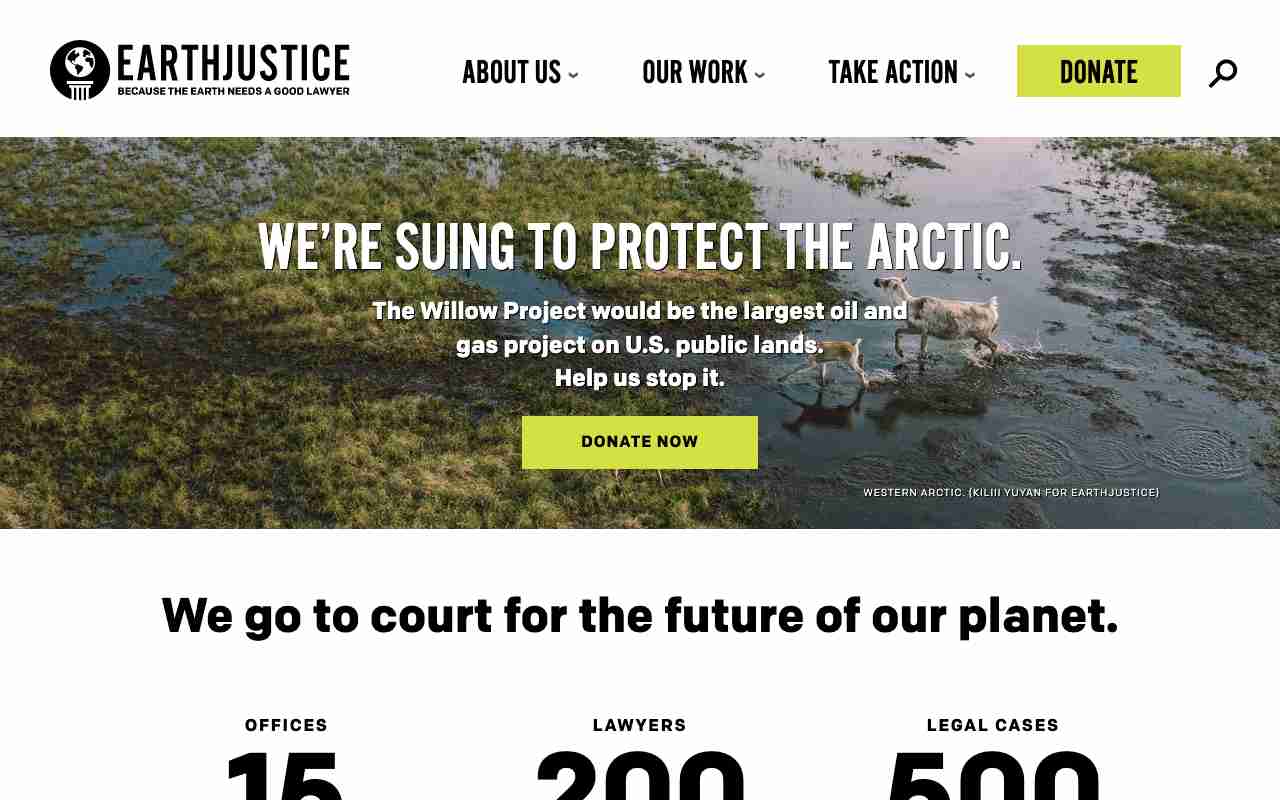 EARTHJUSTICE
BECAUSE THE EARTH NEEDS A GOOD LAWYER
ABOUT US
OUR WORK
TAKE ACTION
DONATE
WE’RE SUING TO PROTECT THE ARCTIC.
The Willow Project would be the largest oil and
gas project on U.S. public lands.
Help us stop it.
DONATE NOW
WESTERN ARCTIC. (KILIII YUYAN FOR EARTHJUSTICE)
We go to court for the future of our planet.
OFFICES
LAWYERS
LEGAL CASES
15
200
500